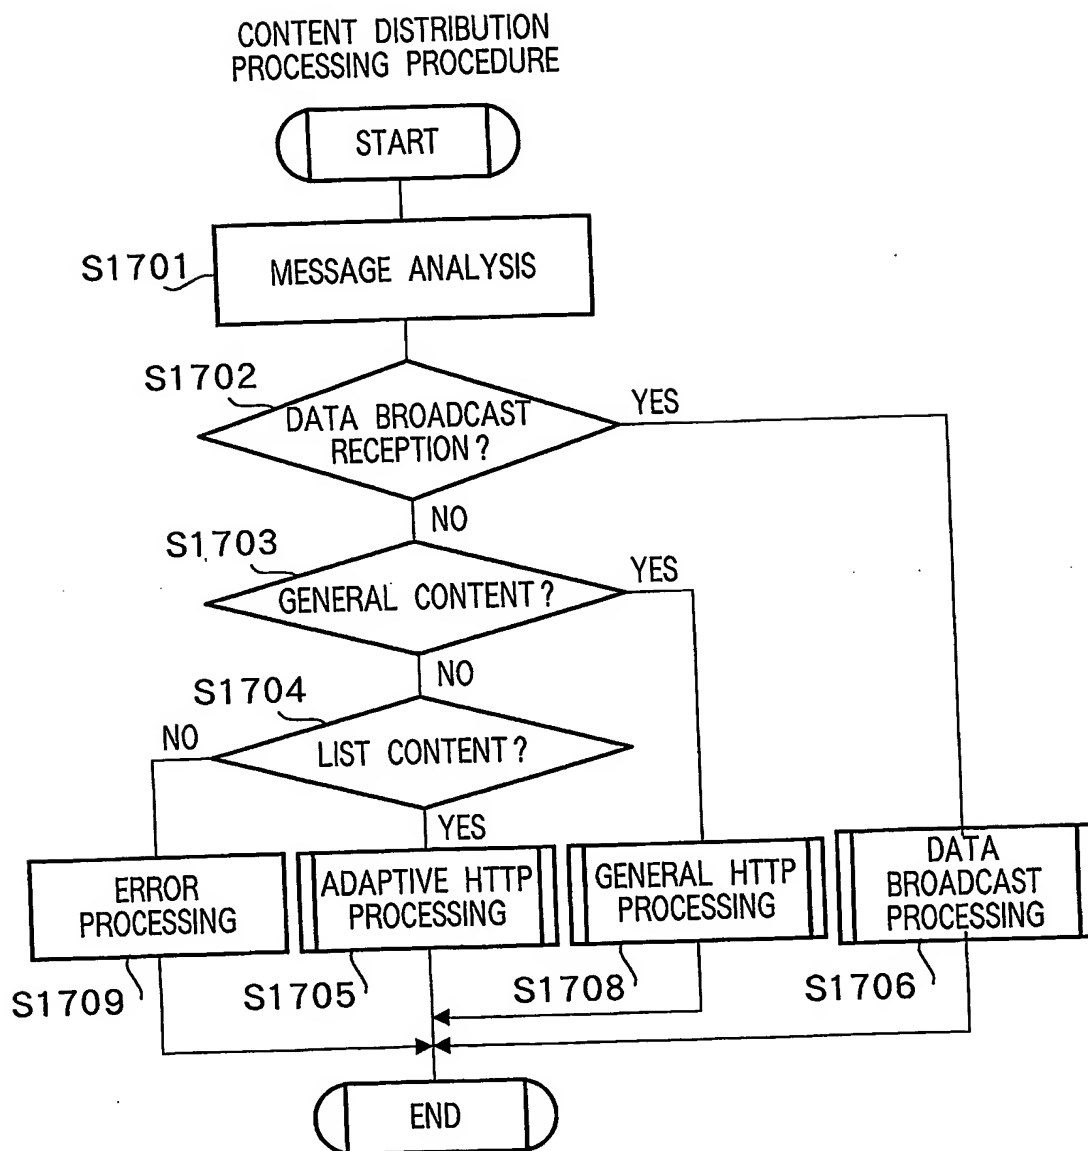 CONTENT DISTRIBUTION
PROCESSING PROCEDURE
START
S1701
MESSAGE ANALYSIS
S1702
DATA BROADCAST
RECEPTION?
YES
NO
S1703
GENERAL CONTENT?
YES
NO
S1704
LIST CONTENT?
NO
YES
ERROR
PROCESSING
ADAPTIVE HTTP
PROCESSING
GENERAL HTTP
PROCESSING
DATA
BROADCAST
PROCESSING
S1709
S1705
S1708
S1706
END